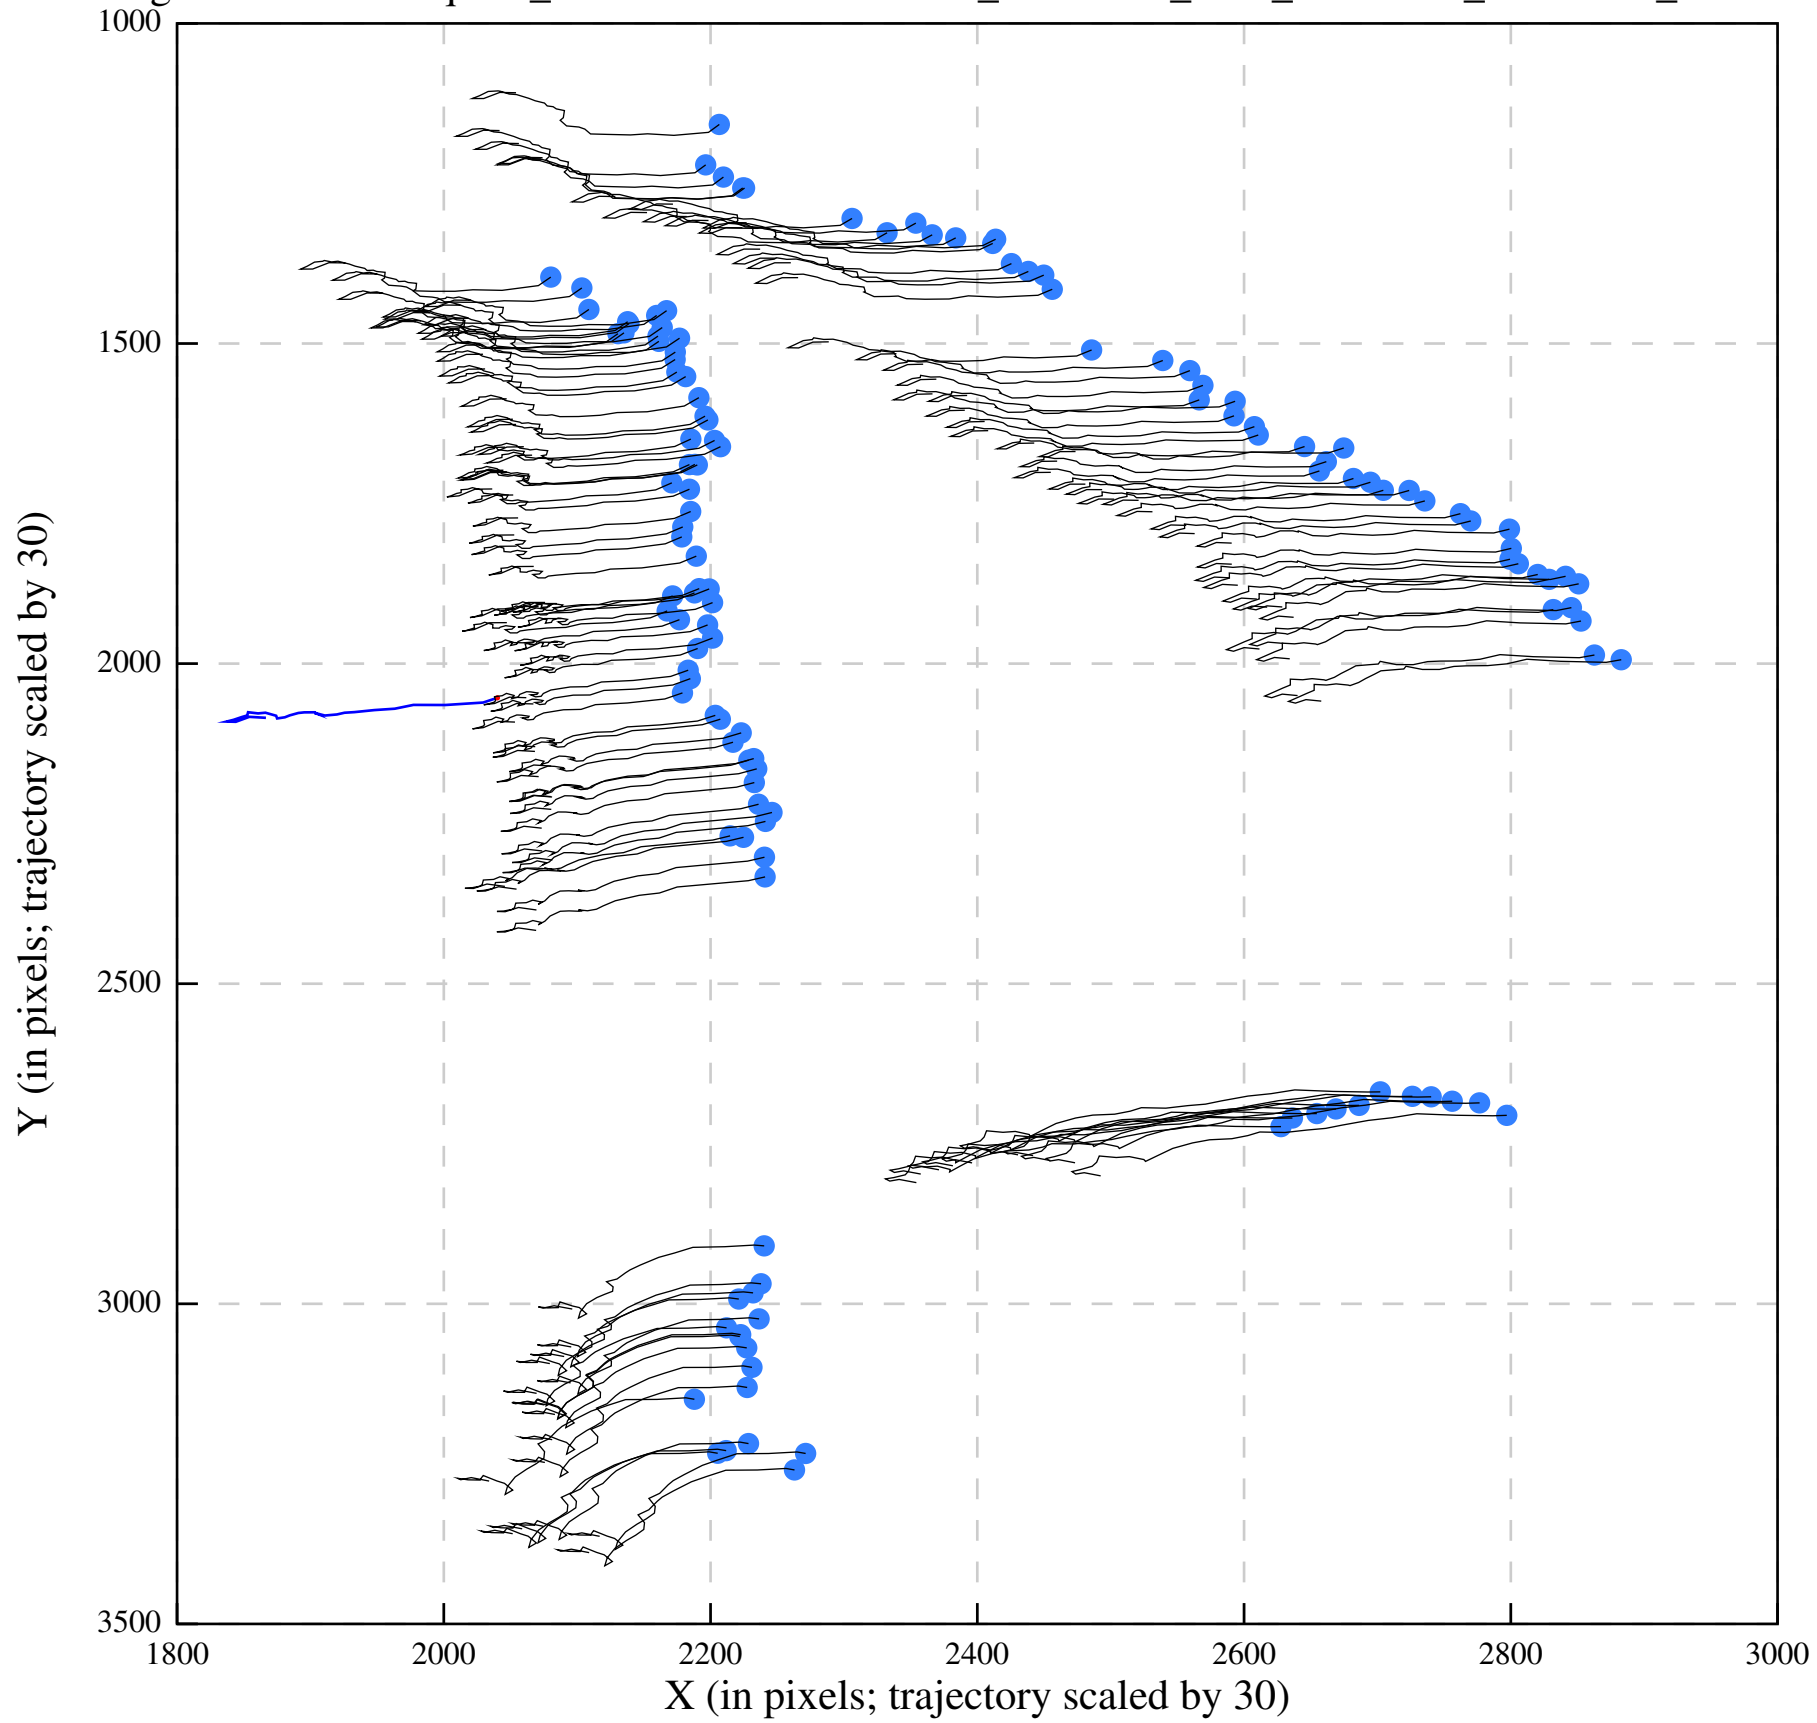 1000
1500
2000
2500
3000
3500
1800 2000 2200 2400 2600 2800 3000
X (in pixels; trajectory scaled by 30)
Y (in pixels; trajectory scaled by 30)